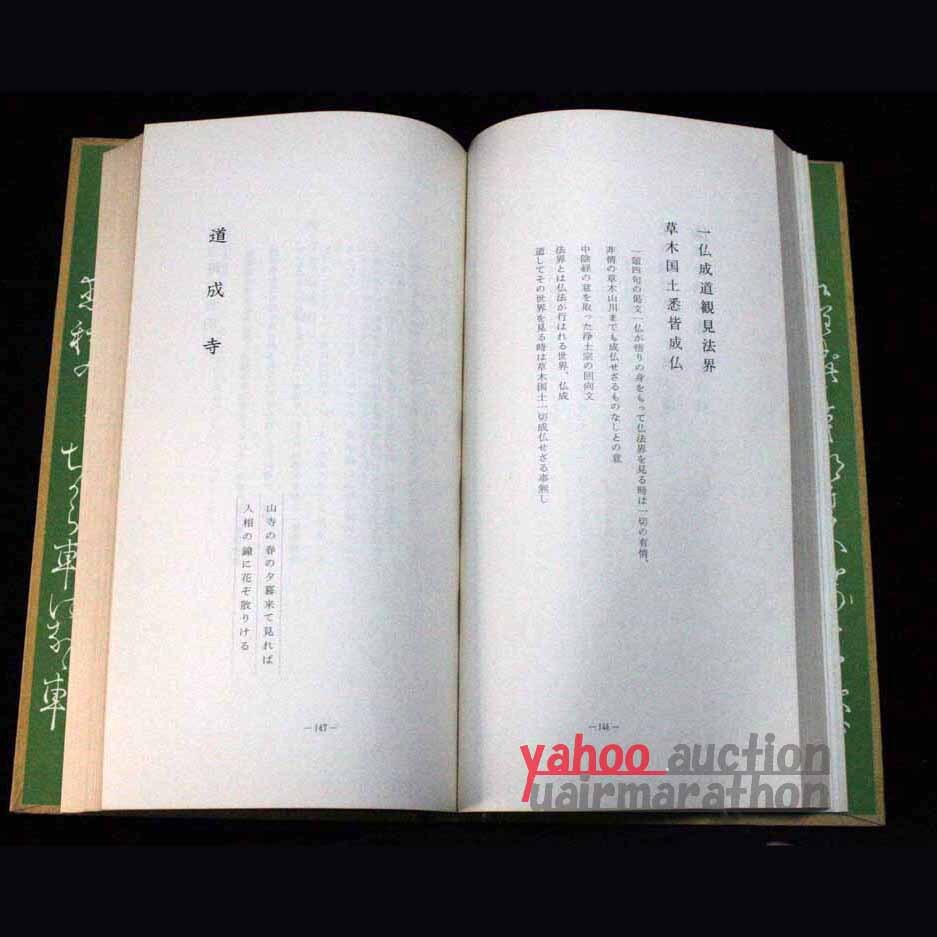 一仏成道観見法界
草木国土悉皆成仏
一頌四句の偈文一仏が悟りの身をもって仏法界を見る時は一切の有情、
非情の草木山川までも成仏せざるものなしとの意
中陰経の意を取った浄土宗の回向文
法界とは仏法が行はれる世界、仏成
道してその世界を見る時は草木国土一切成仏せざる事無し
—146—
道成寺
山寺の春の夕暮来て見れば
入相の鐘に花ぞ散りける
—147—
yahoo auction
uairmarathon